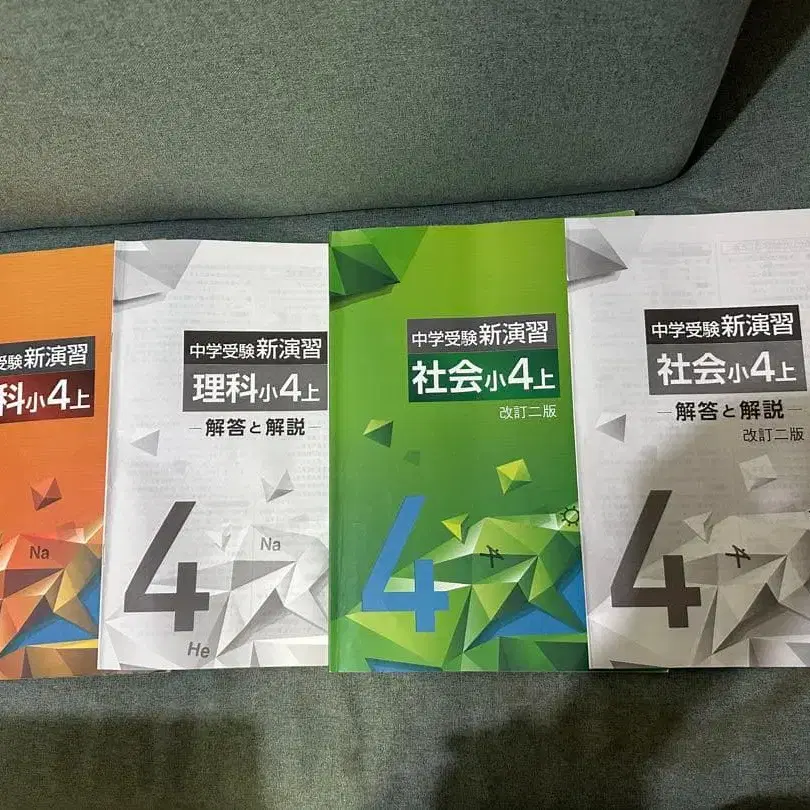 受験新演習
科小4上
Na
中学受験新演習
理科小4上
解答と解説
4
Na
He
中学受験新演習
社会小4上
改訂二版
4
中学受験新演習
社会小4上
解答と解説
改訂二版
4